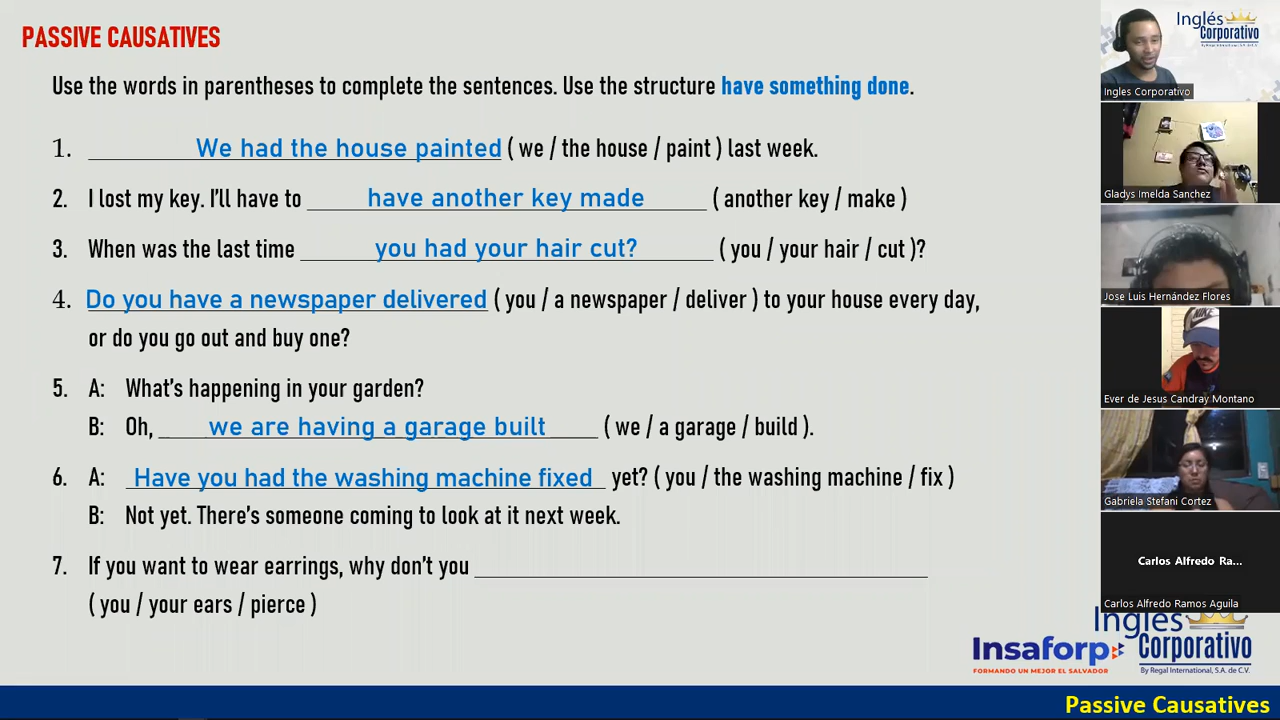 PASSIVE CAUSATIVES
Use the words in parentheses to complete the sentences. Use the structure have something done.
1. We had the house painted ( we / the house / paint ) last week.
2. I lost my key. I'll have to have another key made ( another key / make )
3. When was the last time you had your hair cut? ( you / your hair / cut )?
4. Do you have a newspaper delivered ( you / a newspaper / deliver ) to your house every day,
or do you go out and buy one?
5. A: What's happening in your garden?
B: Oh, we are having a garage built ( we / a garage / build ).
6. A: Have you had the washing machine fixed yet? ( you / the washing machine / fix )
B: Not yet. There's someone coming to look at it next week.
7. If you want to wear earrings, why don't you
( you / your ears / pierce )
Inglés
Corporativo
By Regal International, S.A. de C.V.
Ingles Corporativo
Gladys Imelda Sanchez
Jose Luis Hernández Flores
Ever de Jesus Candray Montano
Gabriela Stefani Cortez
Carlos Alfredo Ra...
Carlos Alfredo Ramos Aguila
Insaforp
FORMANDO UN MEJOR EL SALVADOR
Inglés
Corporativo
By Regal International, S.A. de C.V.
Passive Causatives